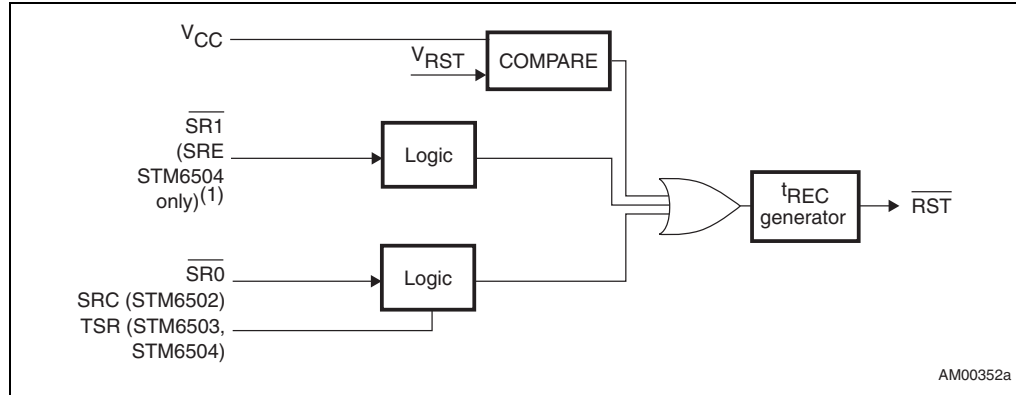 VCC
VRST
COMPARE
SR1
(SRE
STM6504
only)(1)
Logic
tREC
generator
RST
SR0
SRC (STM6502)
TSR (STM6503,
STM6504)
Logic
AM00352a